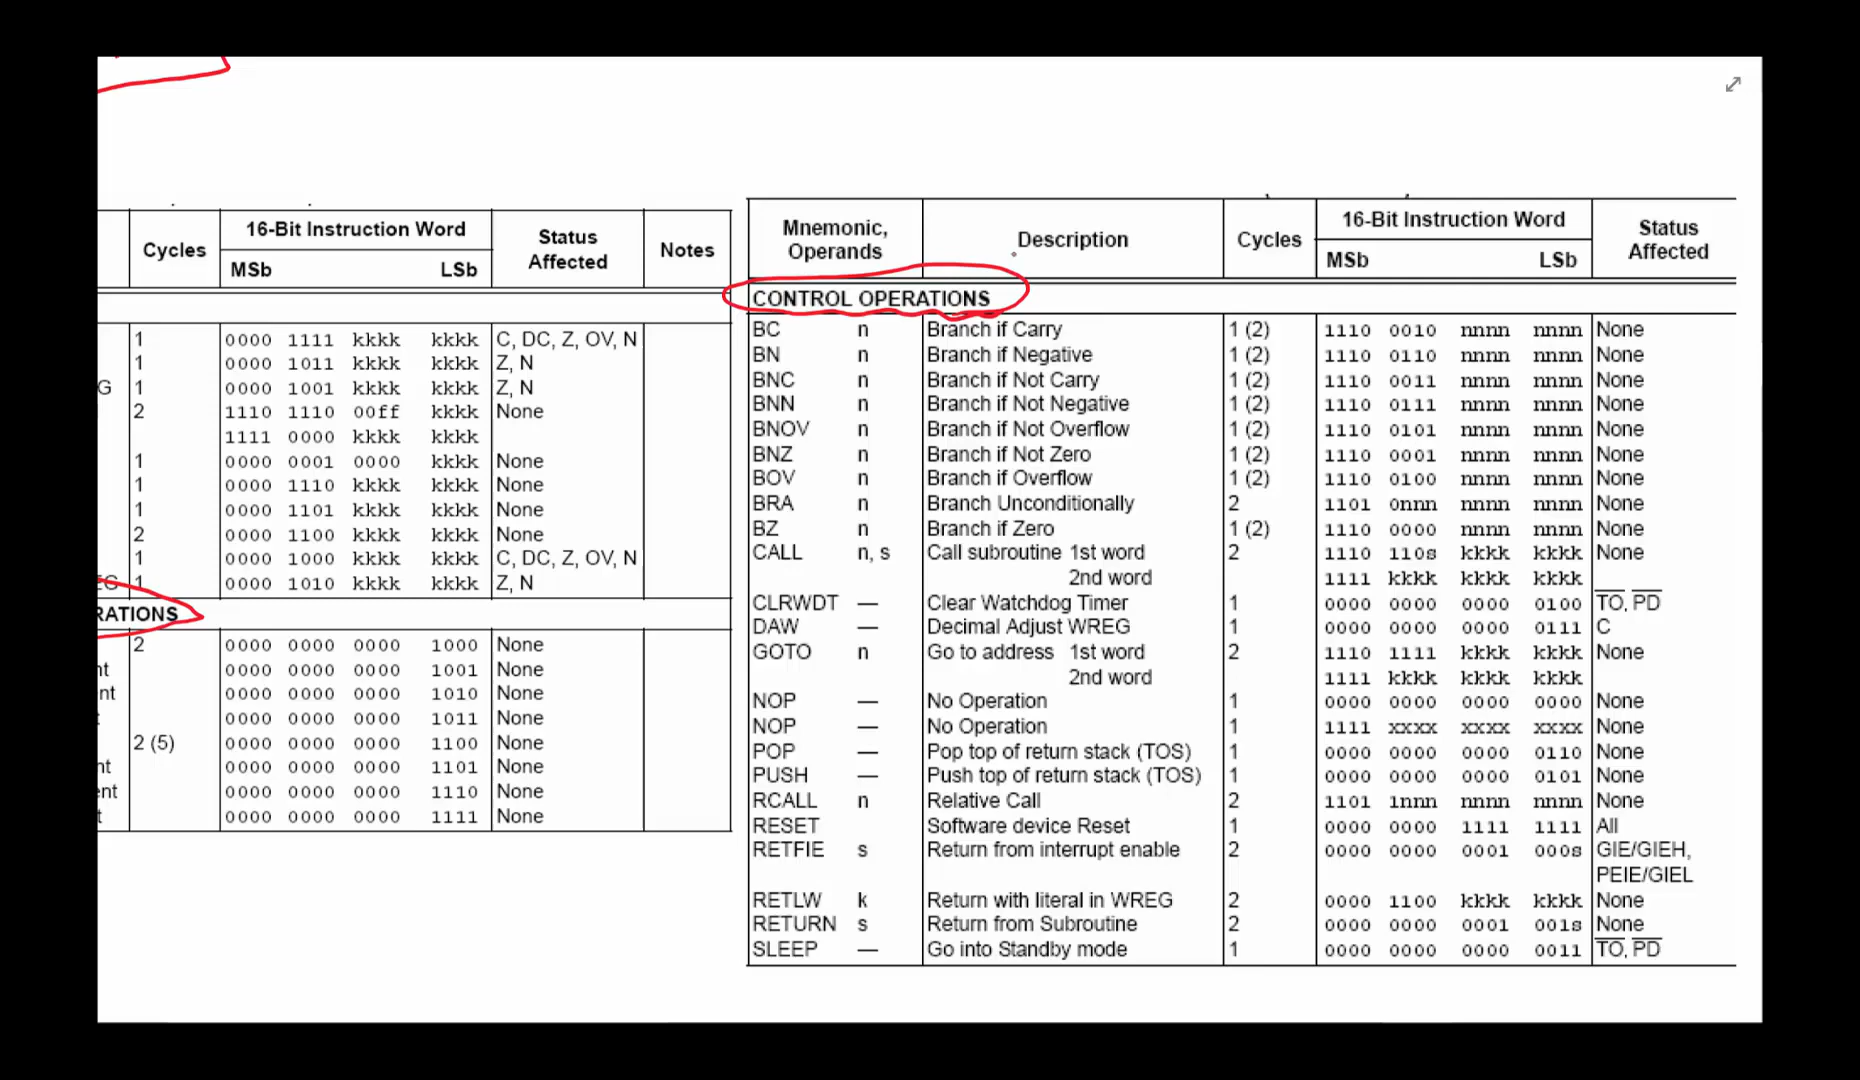 Cycles 16-Bit Instruction Word Status Affected Notes
MSb LSb
1 0000 1111 kkkk kkkk C, DC, Z, OV, N
1 0000 1011 kkkk kkkk Z, N
G 1 0000 1001 kkkk kkkk Z, N
2 1110 1110 00ff kkkk None
1111 0000 kkkk kkkk
1 0000 0001 0000 kkkk None
1 0000 1110 kkkk kkkk None
1 0000 1101 kkkk kkkk None
2 0000 1100 kkkk kkkk None
1 0000 1000 kkkk kkkk C, DC, Z, OV, N
EG 1 0000 1010 kkkk kkkk Z, N
RATIONS
2 0000 0000 0000 1000 None
nt 0000 0000 0000 1001 None
nt 0000 0000 0000 1010 None
t 0000 0000 0000 1011 None
2 (5) 0000 0000 0000 1100 None
nt 0000 0000 0000 1101 None
ent 0000 0000 0000 1110 None
t 0000 0000 0000 1111 None
Mnemonic, Operands Description Cycles 16-Bit Instruction Word Status Affected
MSb LSb
CONTROL OPERATIONS
BC n Branch if Carry 1 (2) 1110 0010 nnnn nnnn None
BN n Branch if Negative 1 (2) 1110 0110 nnnn nnnn None
BNC n Branch if Not Carry 1 (2) 1110 0011 nnnn nnnn None
BNN n Branch if Not Negative 1 (2) 1110 0111 nnnn nnnn None
BNOV n Branch if Not Overflow 1 (2) 1110 0101 nnnn nnnn None
BNZ n Branch if Not Zero 1 (2) 1110 0001 nnnn nnnn None
BOV n Branch if Overflow 1 (2) 1110 0100 nnnn nnnn None
BRA n Branch Unconditionally 2 1101 0nnn nnnn nnnn None
BZ n Branch if Zero 1 (2) 1110 0000 nnnn nnnn None
CALL n, s Call subroutine 1st word 2 1110 110s kkkk kkkk None
2nd word 1111 kkkk kkkk kkkk
CLRWDT — Clear Watchdog Timer 1 0000 0000 0000 0100 T̅O̅, P̅D̅
DAW — Decimal Adjust WREG 1 0000 0000 0000 0111 C
GOTO n Go to address 1st word 2 1110 1111 kkkk kkkk None
2nd word 1111 kkkk kkkk kkkk
NOP — No Operation 1 0000 0000 0000 0000 None
NOP — No Operation 1 1111 xxxx xxxx xxxx None
POP — Pop top of return stack (TOS) 1 0000 0000 0000 0110 None
PUSH — Push top of return stack (TOS) 1 0000 0000 0000 0101 None
RCALL n Relative Call 2 1101 1nnn nnnn nnnn None
RESET Software device Reset 1 0000 0000 1111 1111 All
RETFIE s Return from interrupt enable 2 0000 0000 0001 000s GIE/GIEH,
PEIE/GIEL
RETLW k Return with literal in WREG 2 0000 1100 kkkk kkkk None
RETURN s Return from Subroutine 2 0000 0000 0001 001s None
SLEEP — Go into Standby mode 1 0000 0000 0000 0011 T̅O̅, P̅D̅